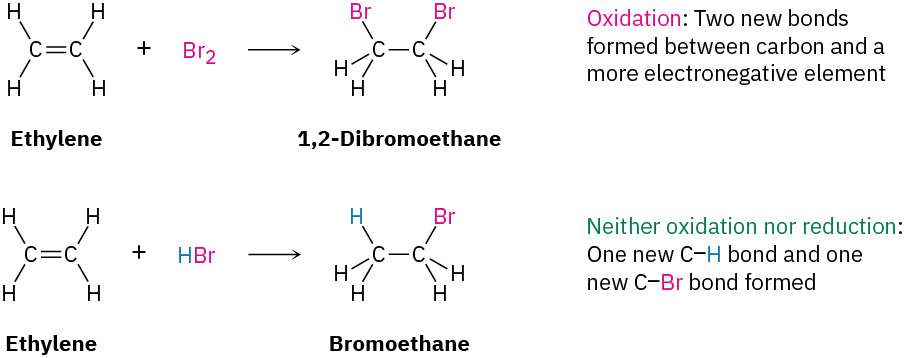 H H Br Br Oxidation: Two new bonds
C=C + Br2 C–C formed between carbon and a
H H H H H H more electronegative element
Ethylene 1,2-Dibromoethane
H H H Br Neither oxidation nor reduction:
C=C + HBr C–C One new C–H bond and one
H H H H H H new C–Br bond formed
Ethylene Bromoethane